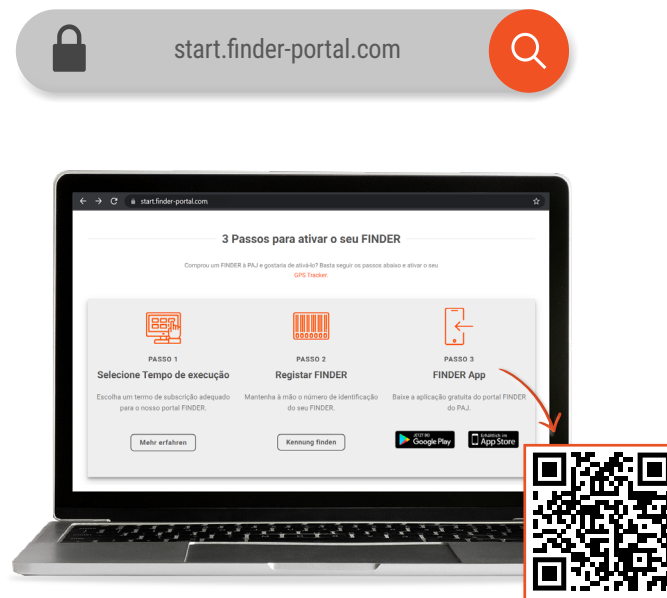 start.finder-portal.com
start.finder-portal.com
3 Passos para ativar o seu FINDER
Comprou um FINDER à PAJ e gostaria de ativá-lo? Basta seguir os passos abaixo e ativar o seu
GPS Tracker.
PASSO 1
Selecione Tempo de execução
Escolha um termo de subscrição adequado
para o nosso portal FINDER.
Mehr erfahren
PASSO 2
Registar FINDER
Mantenha à mão o número de identificação
do seu FINDER.
Kennung finden
PASSO 3
FINDER App
Baixe a aplicação gratuita do portal FINDER
do PAJ.
JETZT BEI
Google Play
Erhältlich im
App Store